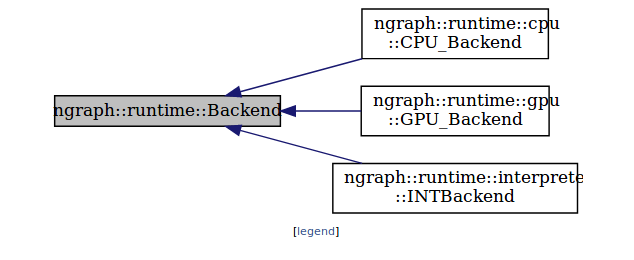 ngraph::runtime::cpu
::CPU_Backend
ngraph::runtime::Backend
ngraph::runtime::gpu
::GPU_Backend
ngraph::runtime::interprete
::INTBackend
[legend]